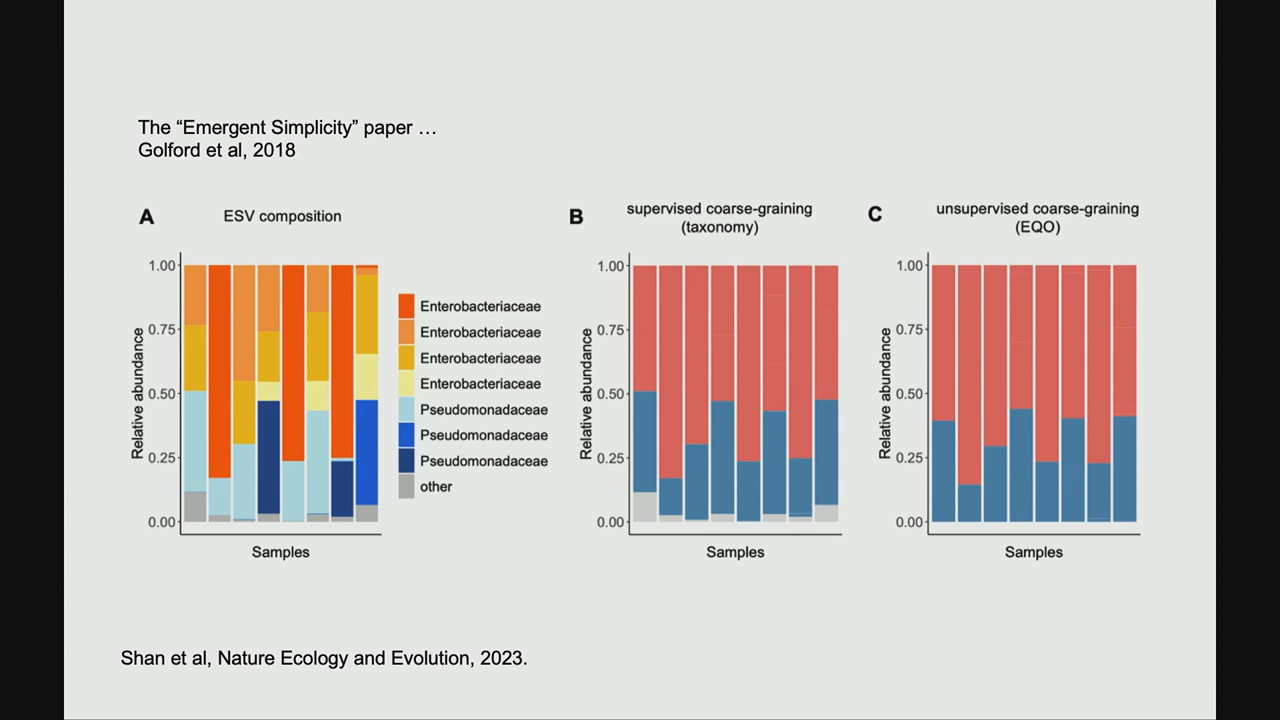 The “Emergent Simplicity” paper …
Golford et al, 2018
A
ESV composition
1.00
0.75
0.50
0.25
0.00
Relative abundance
Samples
Enterobacteriaceae
Enterobacteriaceae
Enterobacteriaceae
Enterobacteriaceae
Pseudomonadaceae
Pseudomonadaceae
Pseudomonadaceae
other
B
supervised coarse-graining
(taxonomy)
1.00
0.75
0.50
0.25
0.00
Relative abundance
Samples
C
unsupervised coarse-graining
(EQO)
1.00
0.75
0.50
0.25
0.00
Relative abundance
Samples
Shan et al, Nature Ecology and Evolution, 2023.